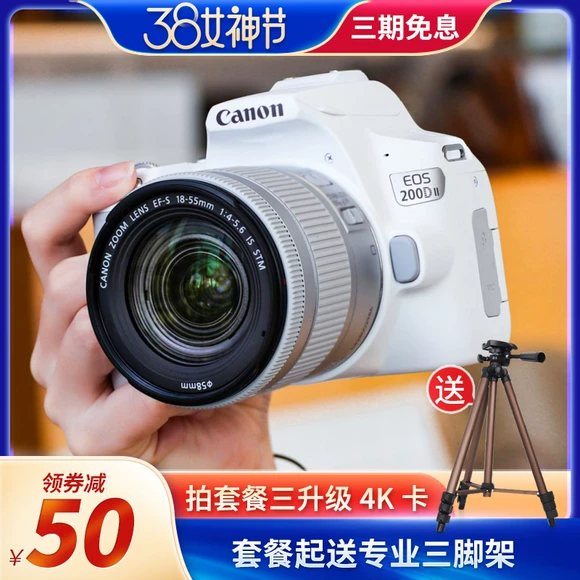 38女神节
三期免息
Canon
EOS
200D II
CANON ZOOM LENS EF-S 18-55mm 1:4-5.6 IS STM
Φ58mm
送
领券减
¥50
拍套餐三升级 4K 卡
套餐起送专业三脚架